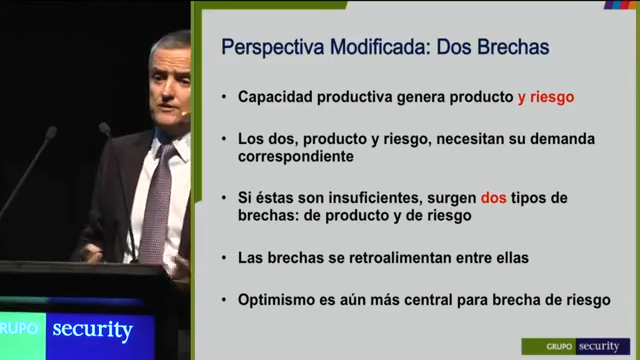 Perspectiva Modificada: Dos Brechas
• Capacidad productiva genera producto y riesgo
• Los dos, producto y riesgo, necesitan su demanda
correspondiente
• Si éstas son insuficientes, surgen dos tipos de
brechas: de producto y de riesgo
• Las brechas se retroalimentan entre ellas
• Optimismo es aún más central para brecha de riesgo
GRUPO security
GRUPO security